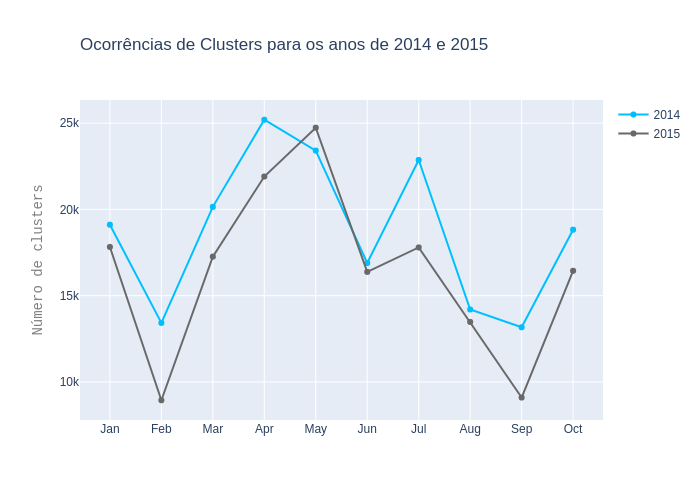 Ocorrências de Clusters para os anos de 2014 e 2015
2014
2015
Número de clusters
25k
20k
15k
10k
Jan Feb Mar Apr May Jun Jul Aug Sep Oct